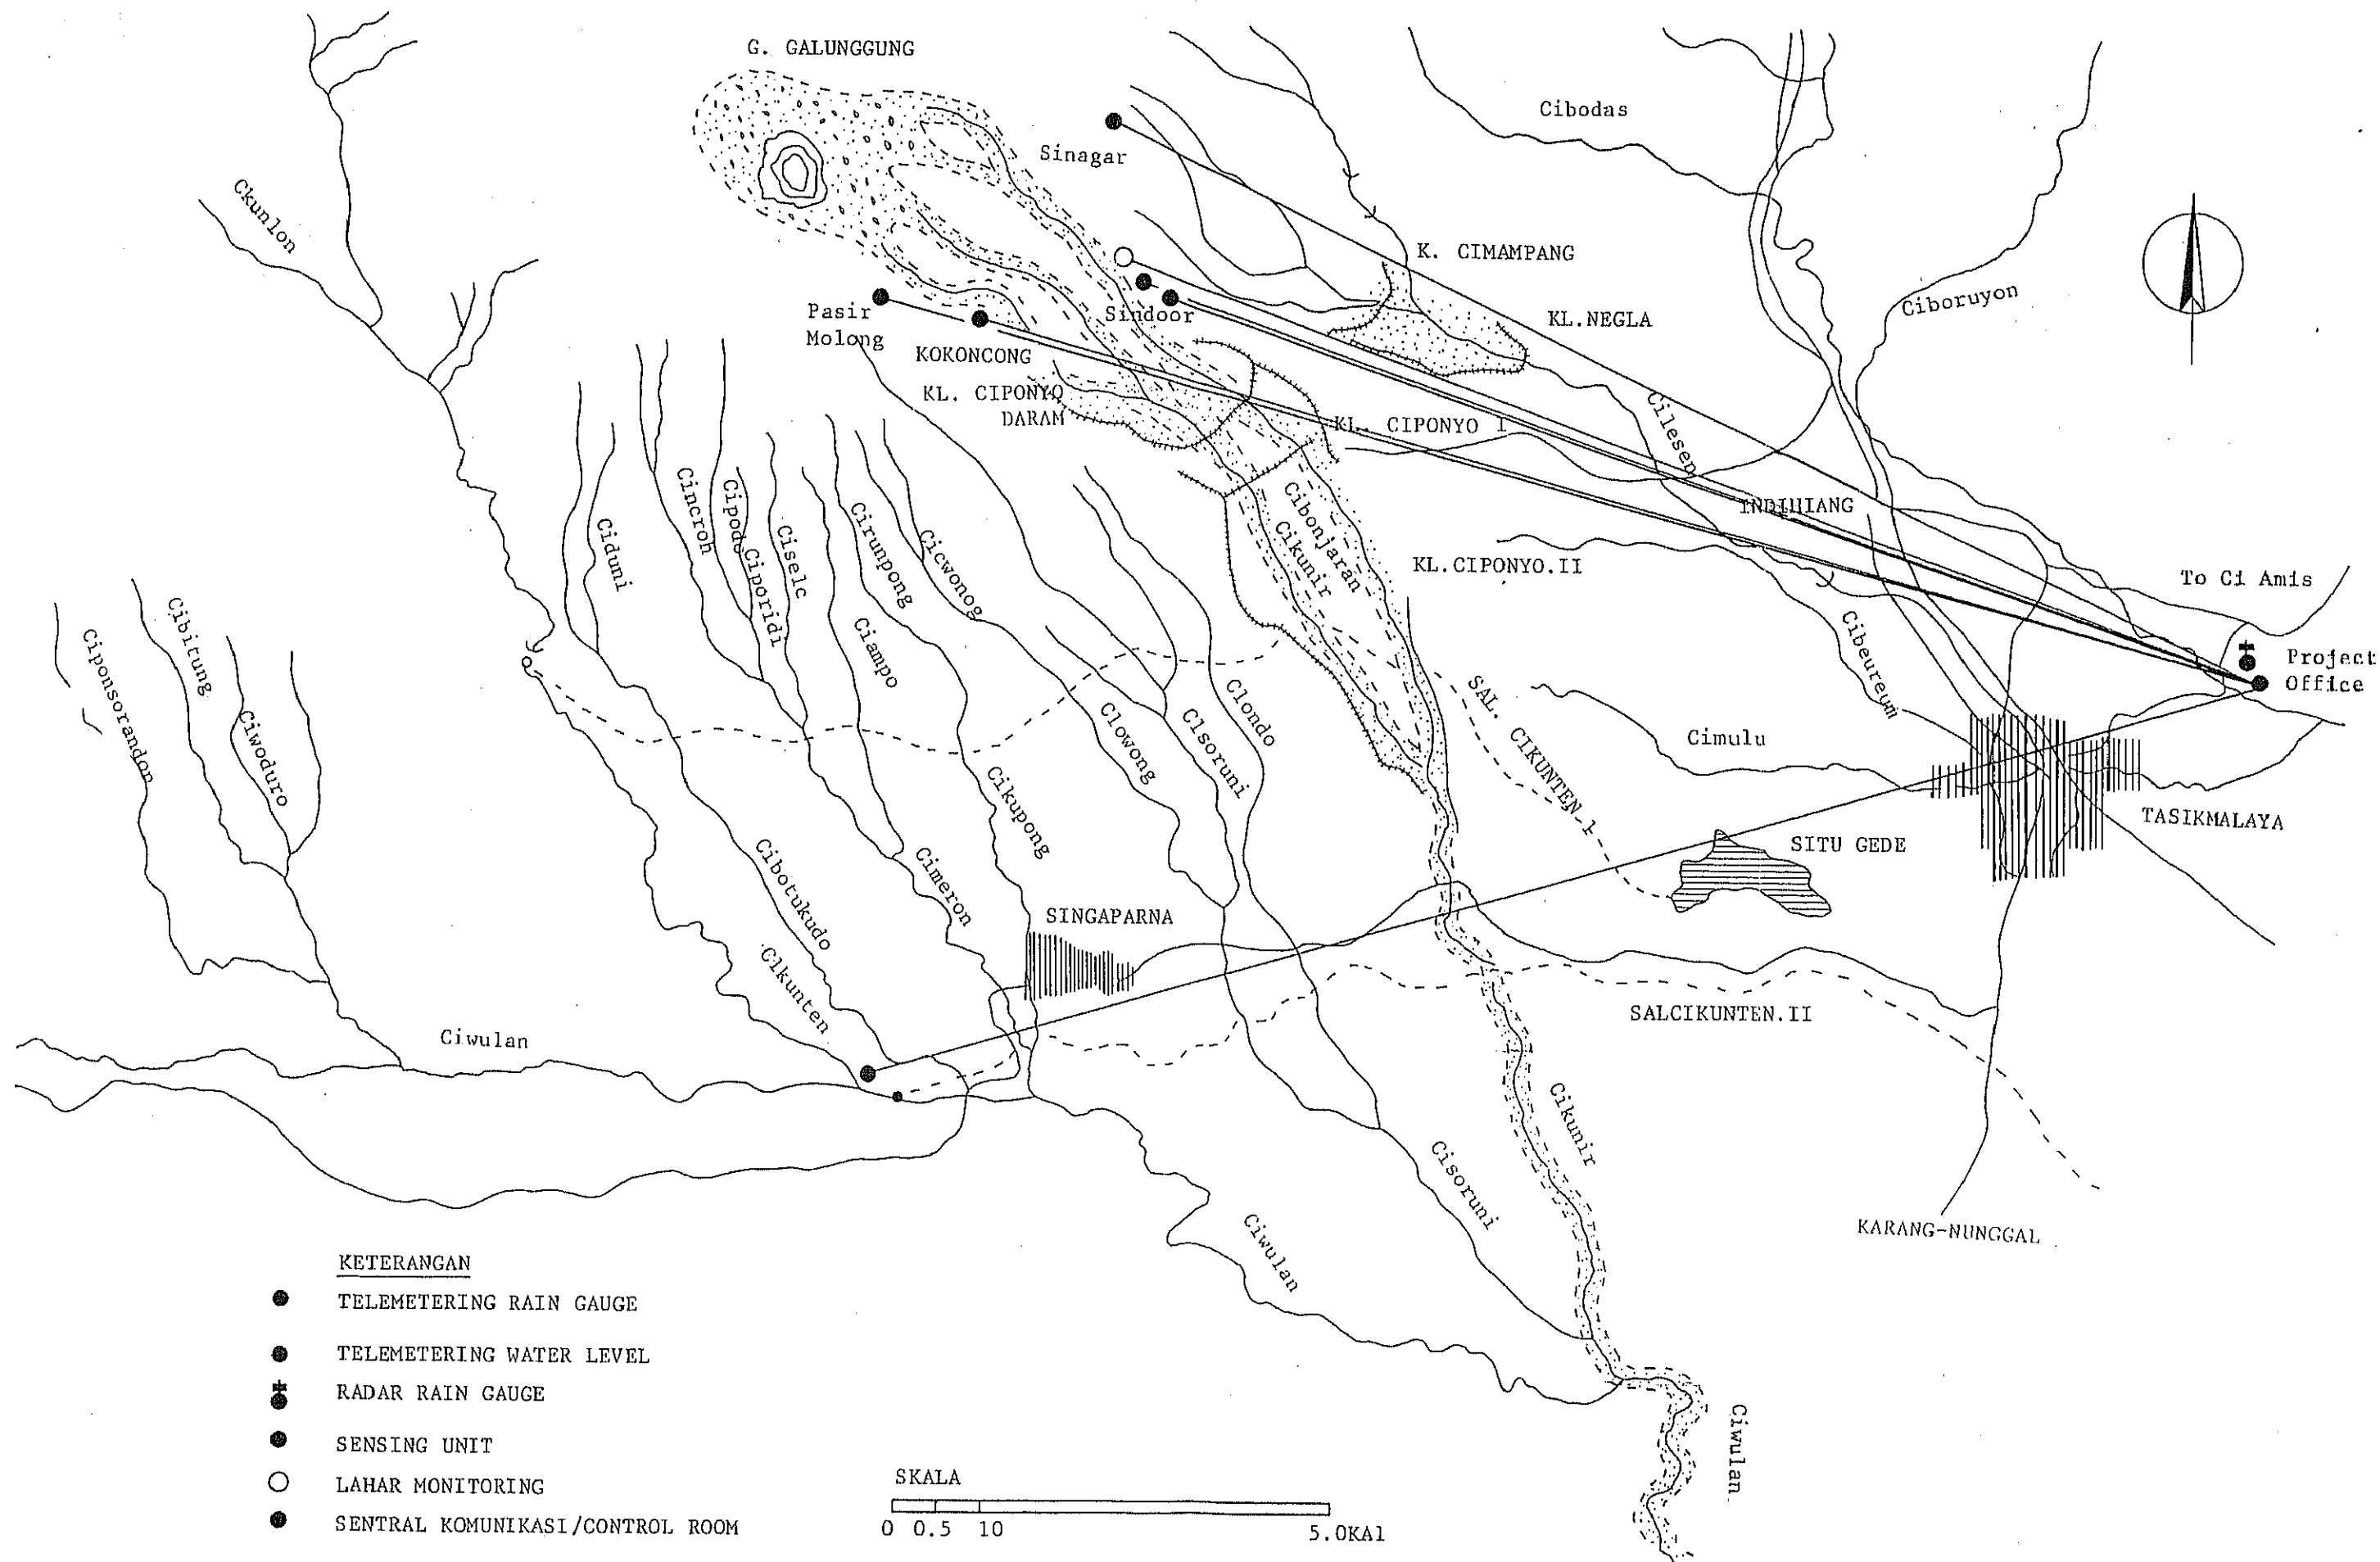 G. GALUNGGUNG
Cibodas
Sinagar
Ckunlon
K. CIMAMPANG
Ciboruyon
Pasir
Molong
Sindoor
KL.NEGLA
KOKONCONG
KL. CIPONYO
DARAM
KL. CIPONYO I
Cilesen
INDIHIANG
Cibonjaran
Cikunir
KL.CIPONYO.II
To Ci Amis
Project
Office
Ciduni
Cincroh
Cipodo
Ciporidi
Ciselc
Cirunpong
Cicwonog
Ciampo
Cibitung
Ciponsorandon
Ciwoduro
Cibeureum
SAL. CIKUNTEN-1
Cimulu
Clowong
Clsoruni
Clondo
Cikupong
TASIKMALAYA
SITU GEDE
Cibotukudo
Cimeron
SINGAPARNA
Clkunten
SALCIKUNTEN.II
Ciwulan
Cikunir
Cisoruni
Ciwulan
KARANG-NUNGGAL
Ciwulan
KETERANGAN
TELEMETERING RAIN GAUGE
TELEMETERING WATER LEVEL
RADAR RAIN GAUGE
SENSING UNIT
LAHAR MONITORING
SENTRAL KOMUNIKASI/CONTROL ROOM
SKALA
0 0.5 10 5.0KAl